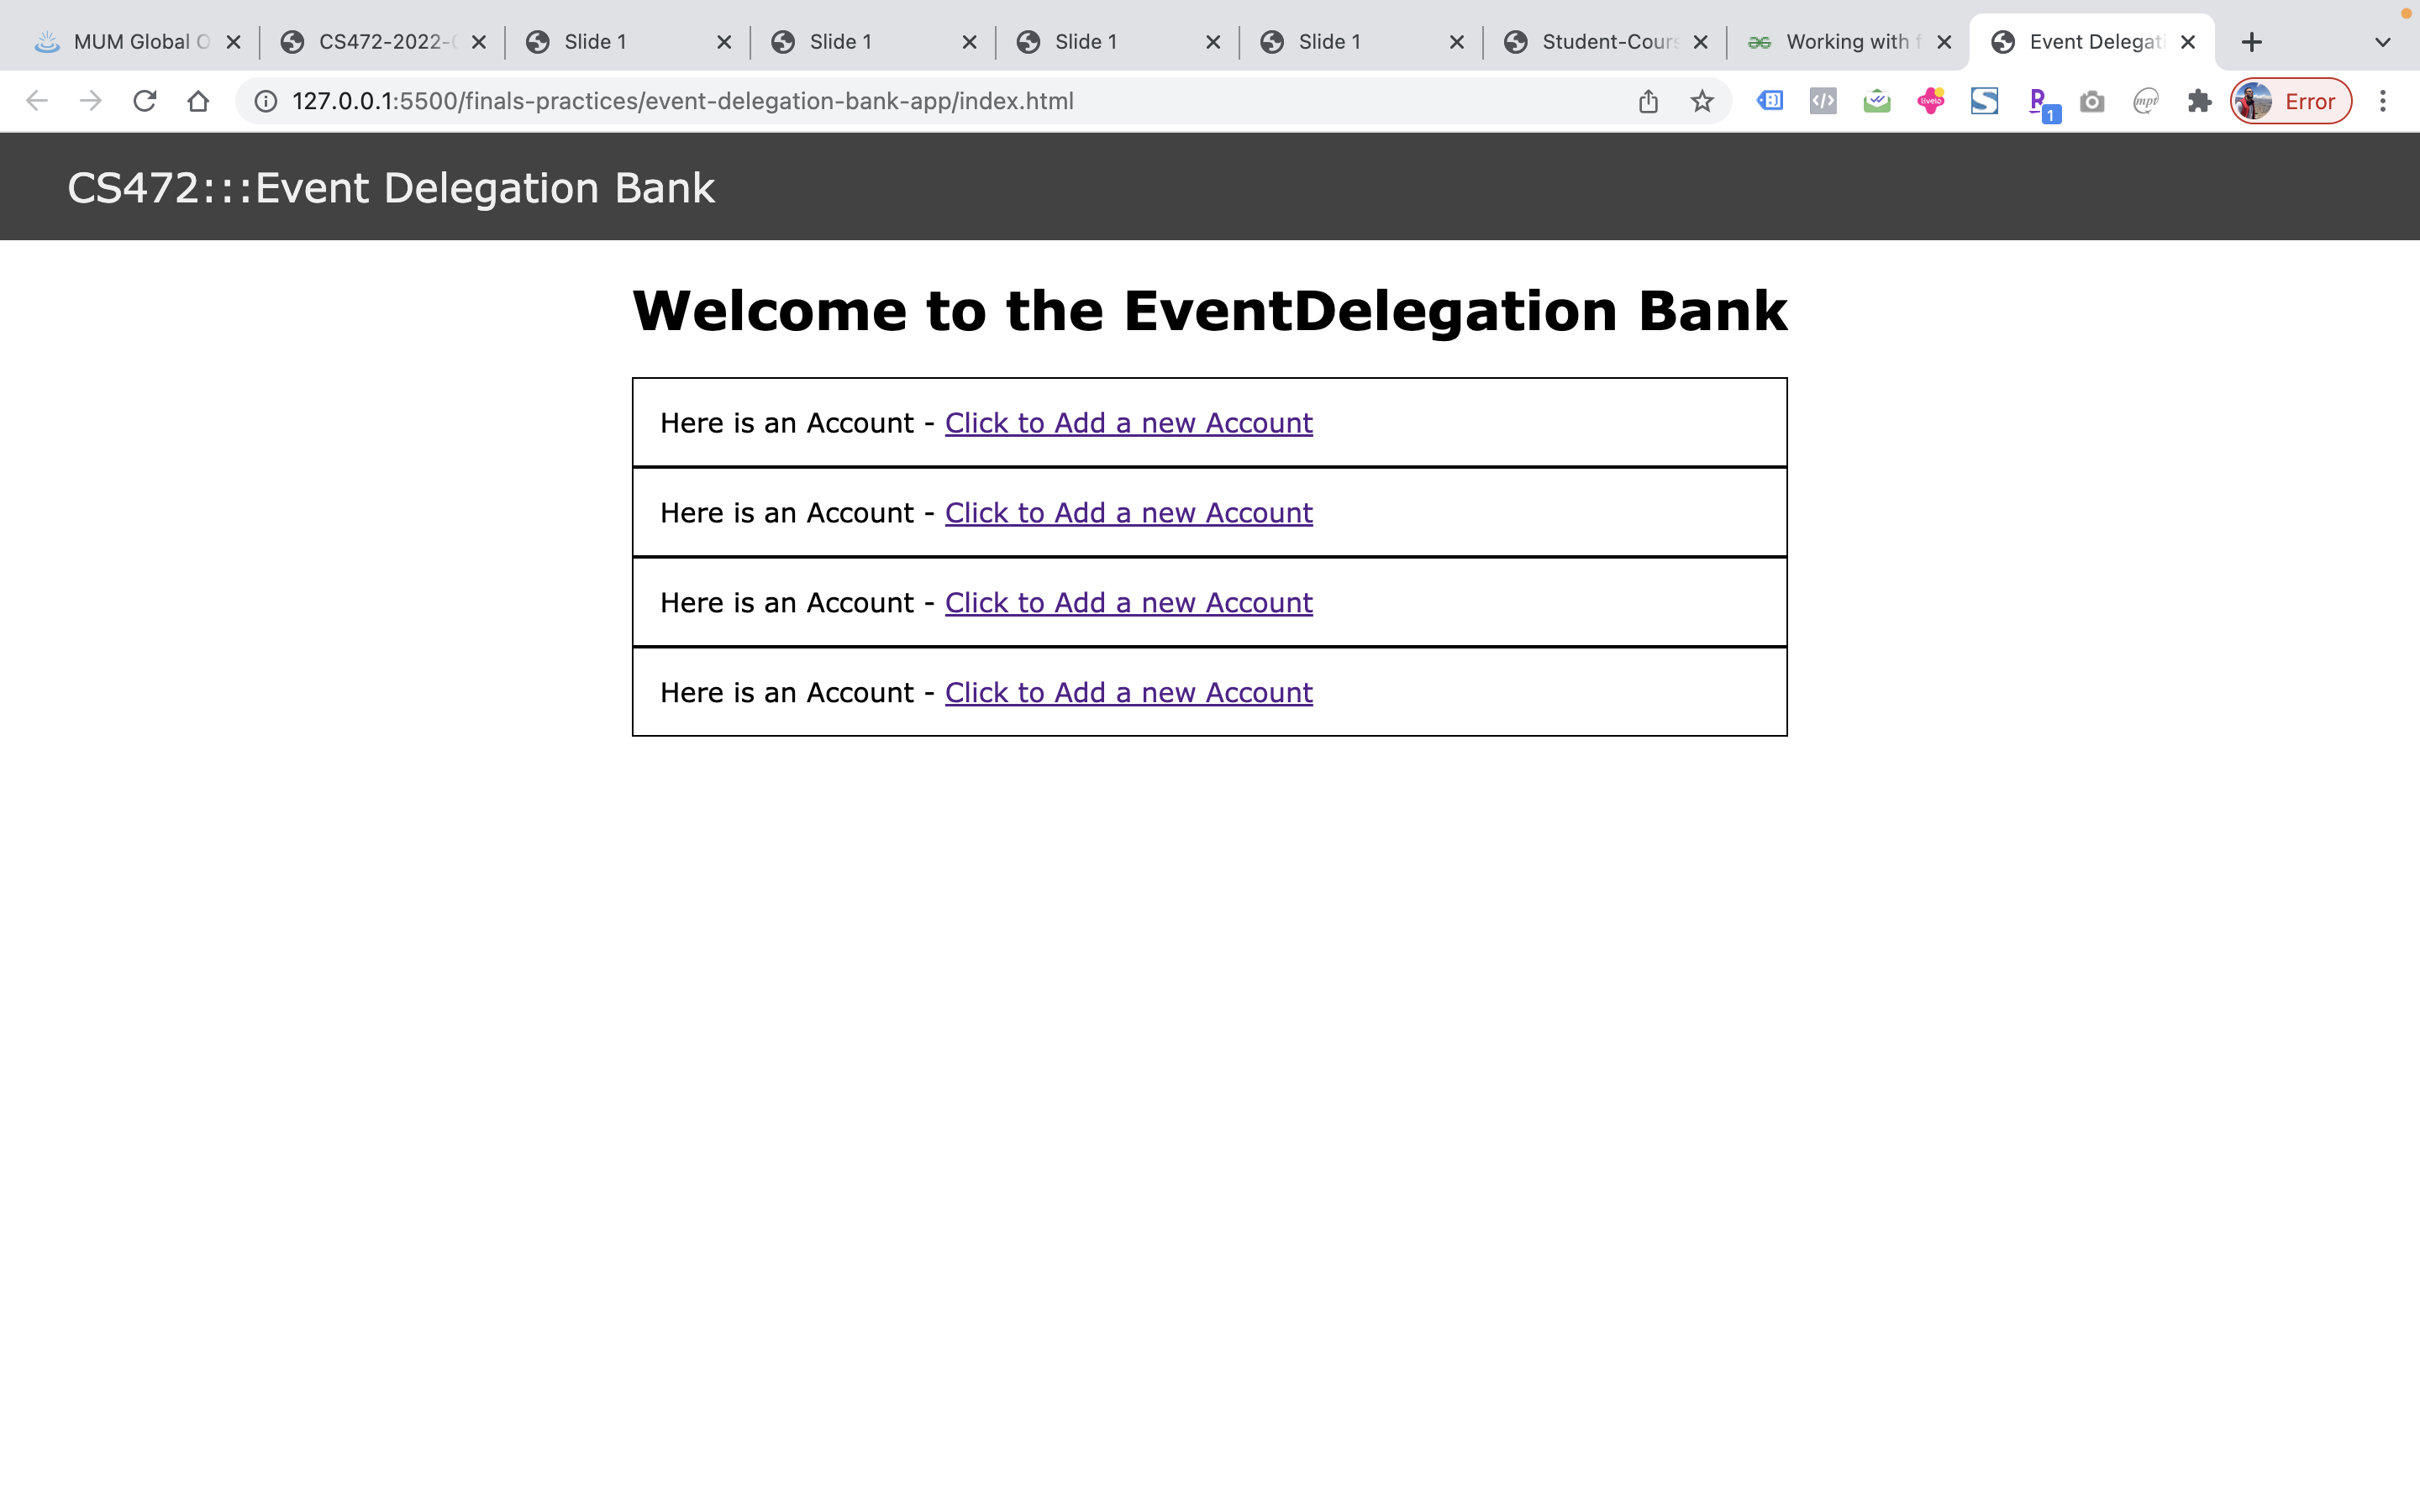 MUM Global O
CS472-2022-
Slide 1
Slide 1
Slide 1
Slide 1
Student-Cours
Working with f
Event Delegati
127.0.0.1:5500/finals-practices/event-delegation-bank-app/index.html
livelo
1
mpt
Error
CS472:::Event Delegation Bank
Welcome to the EventDelegation Bank
Here is an Account - Click to Add a new Account
Here is an Account - Click to Add a new Account
Here is an Account - Click to Add a new Account
Here is an Account - Click to Add a new Account